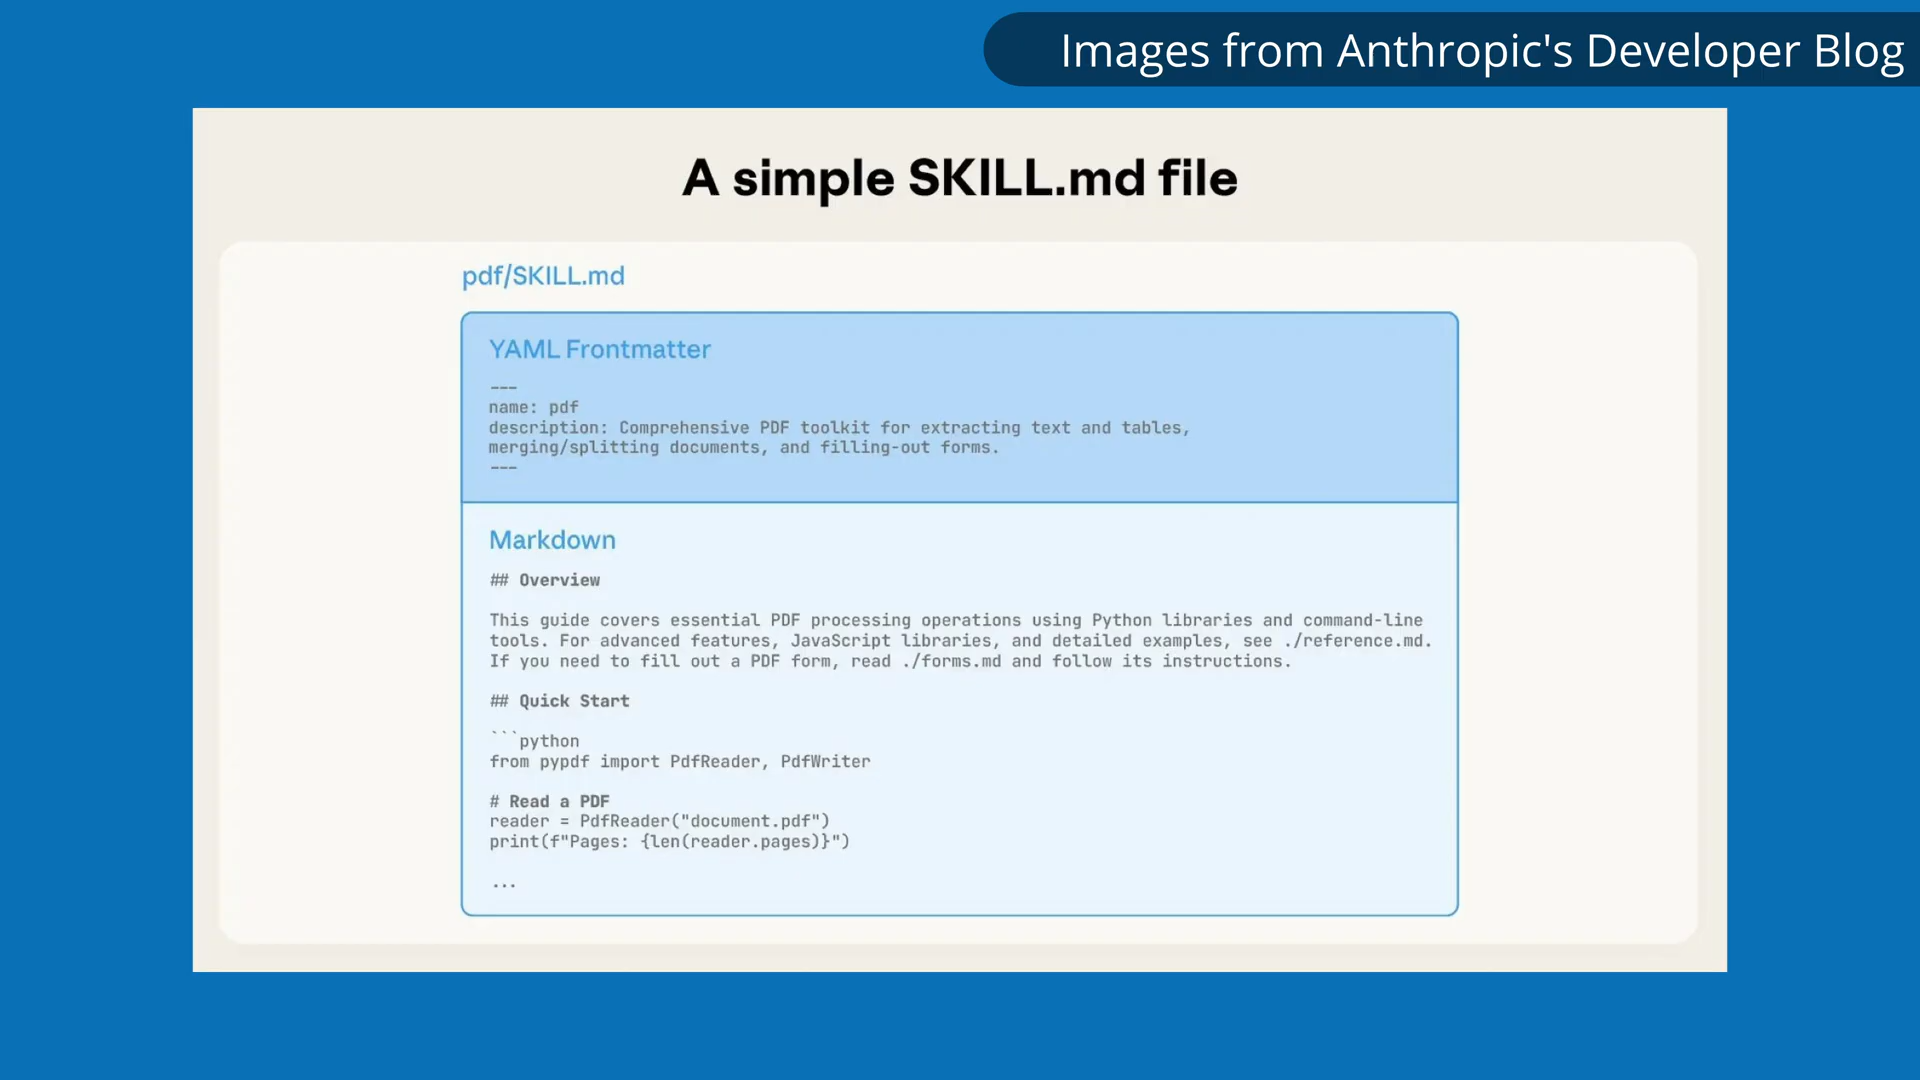 Images from Anthropic's Developer Blog
A simple SKILL.md file
pdf/SKILL.md
YAML Frontmatter
---
name: pdf
description: Comprehensive PDF toolkit for extracting text and tables,
merging/splitting documents, and filling-out forms.
---
Markdown
## Overview
This guide covers essential PDF processing operations using Python libraries and command-line
tools. For advanced features, JavaScript libraries, and detailed examples, see ./reference.md.
If you need to fill out a PDF form, read ./forms.md and follow its instructions.
## Quick Start
```python
from pypdf import PdfReader, PdfWriter
# Read a PDF
reader = PdfReader("document.pdf")
print(f"Pages: {len(reader.pages)}")
...